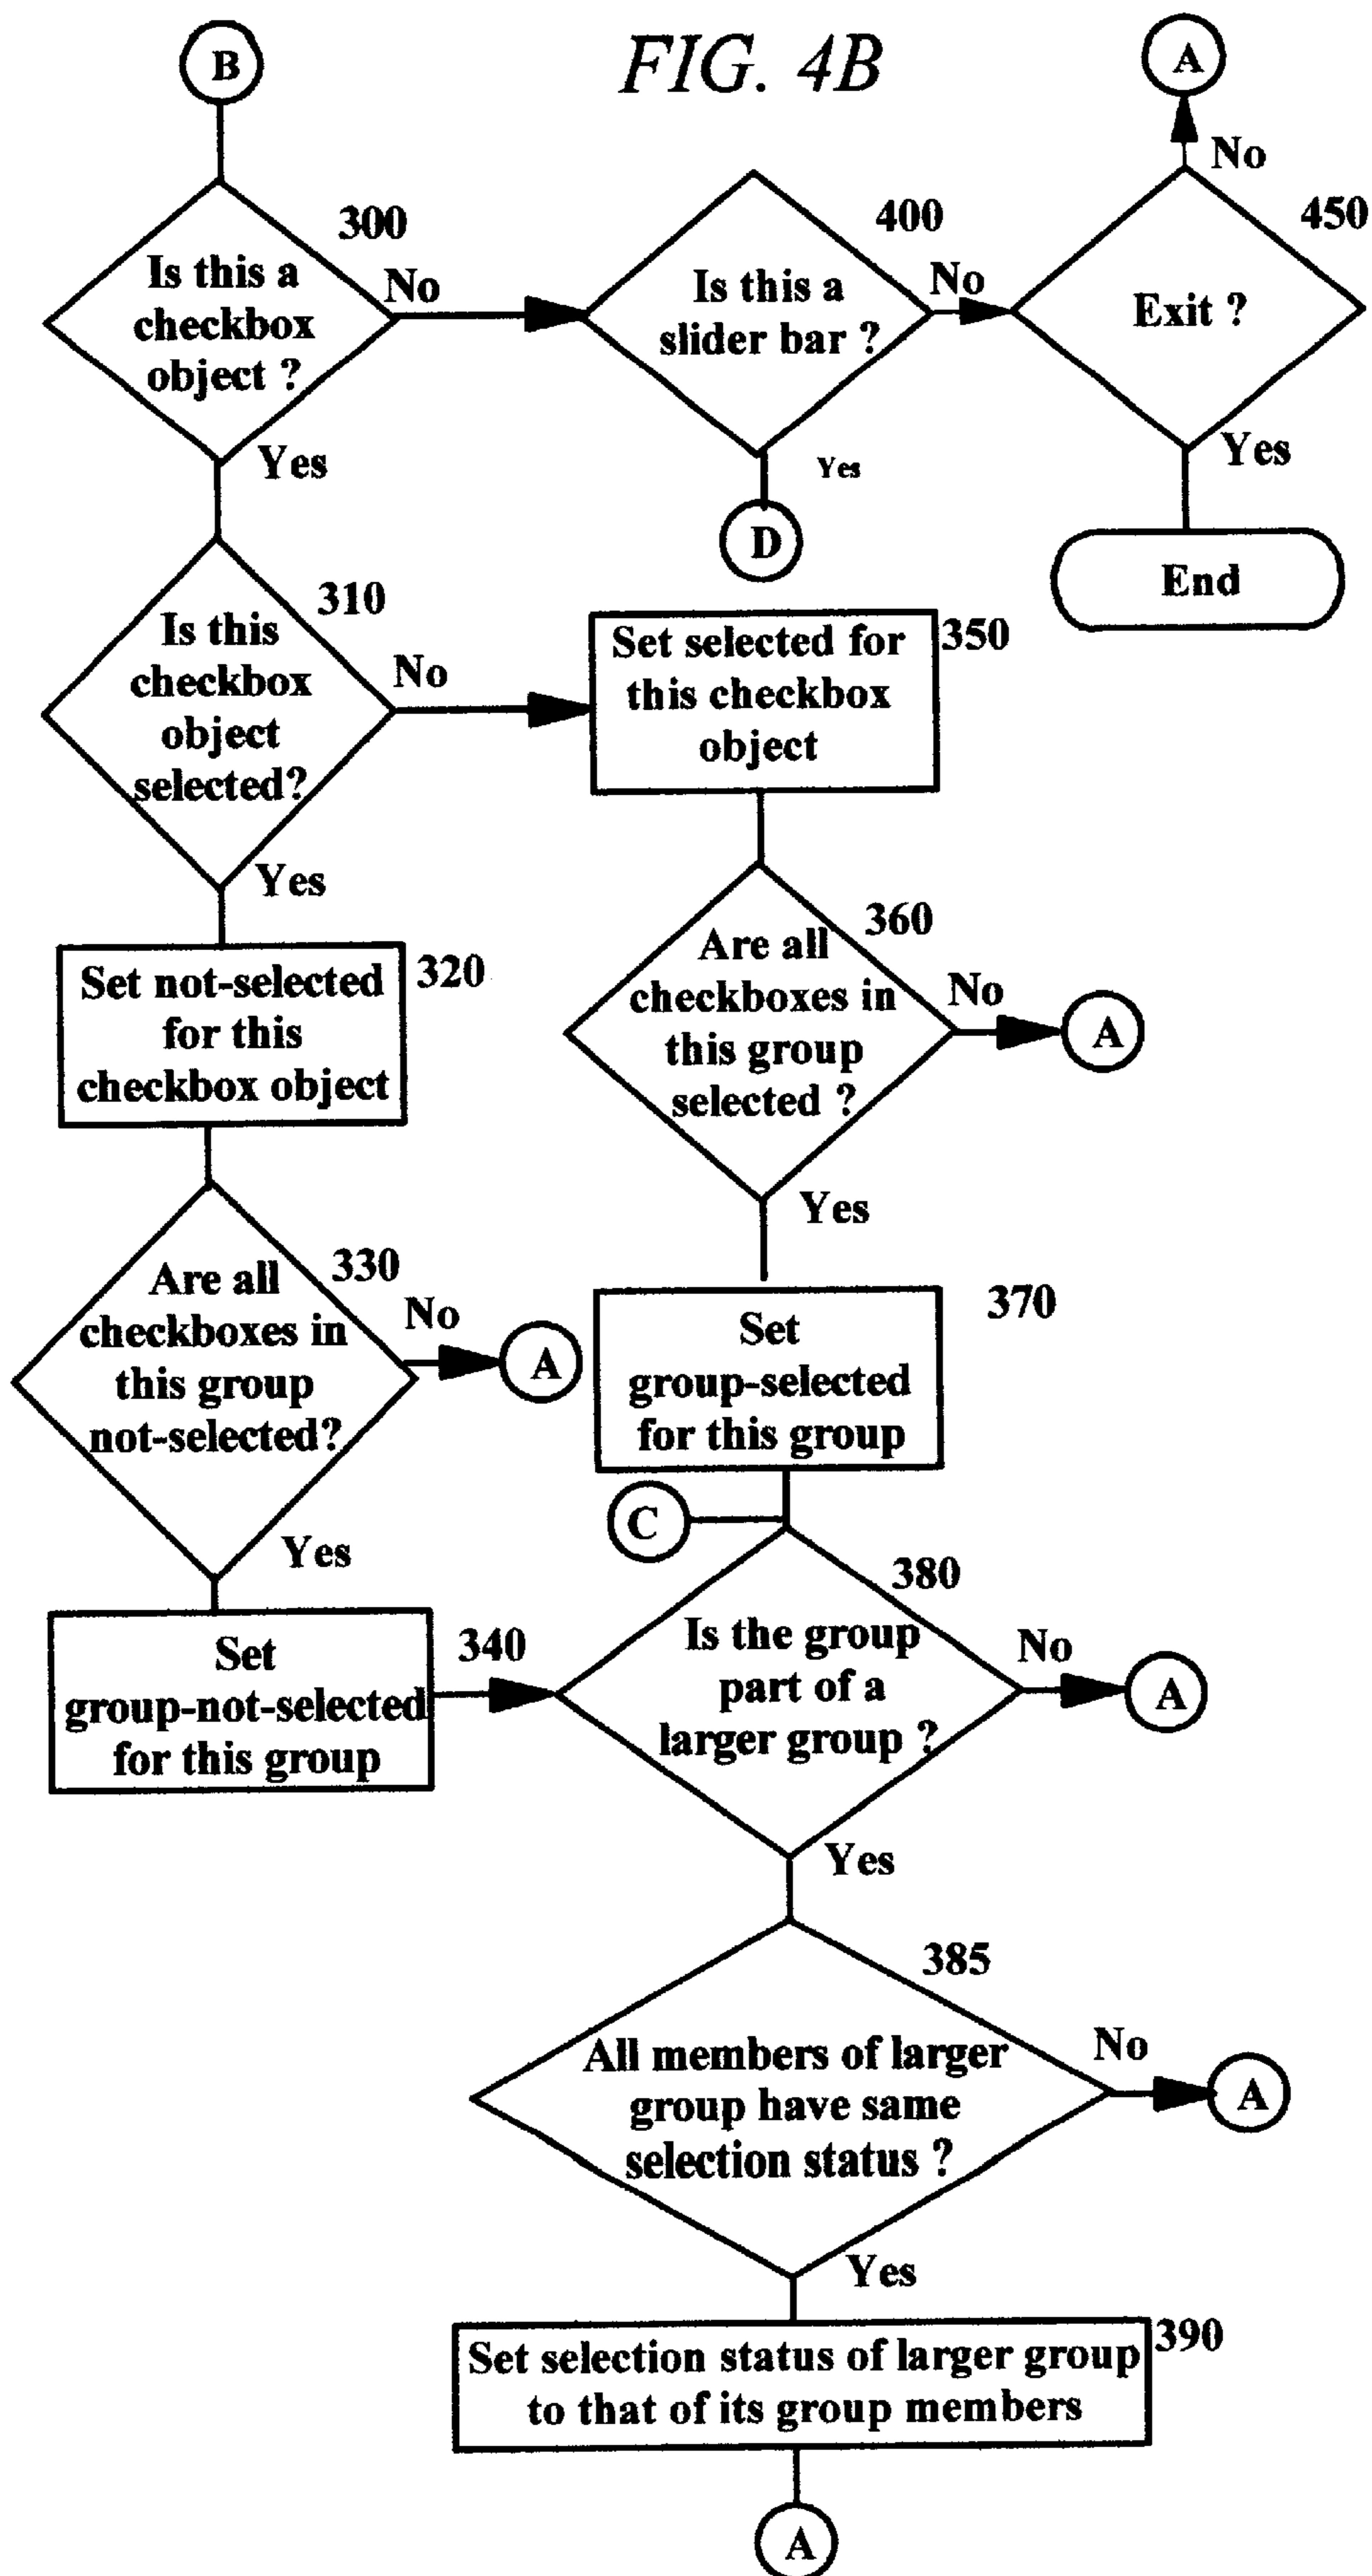 FIG. 4B
B
A
No
300
Is this a
checkbox
object ?
No
Yes
400
Is this a
slider bar ?
No
Yes
D
450
Exit ?
Yes
End
310
Is this
checkbox
object
selected?
No
Yes
Set selected for
this checkbox
object
350
320
Set not-selected
for this
checkbox object
360
Are all
checkboxes in
this group
selected ?
No
A
Yes
330
Are all
checkboxes in
this group
not-selected?
No
A
Yes
370
Set
group-selected
for this group
C
Set
group-not-selected
for this group
340
380
Is the group
part of a
larger group ?
No
A
Yes
385
All members of larger
group have same
selection status ?
No
A
Yes
390
Set selection status of larger group
to that of its group members
A